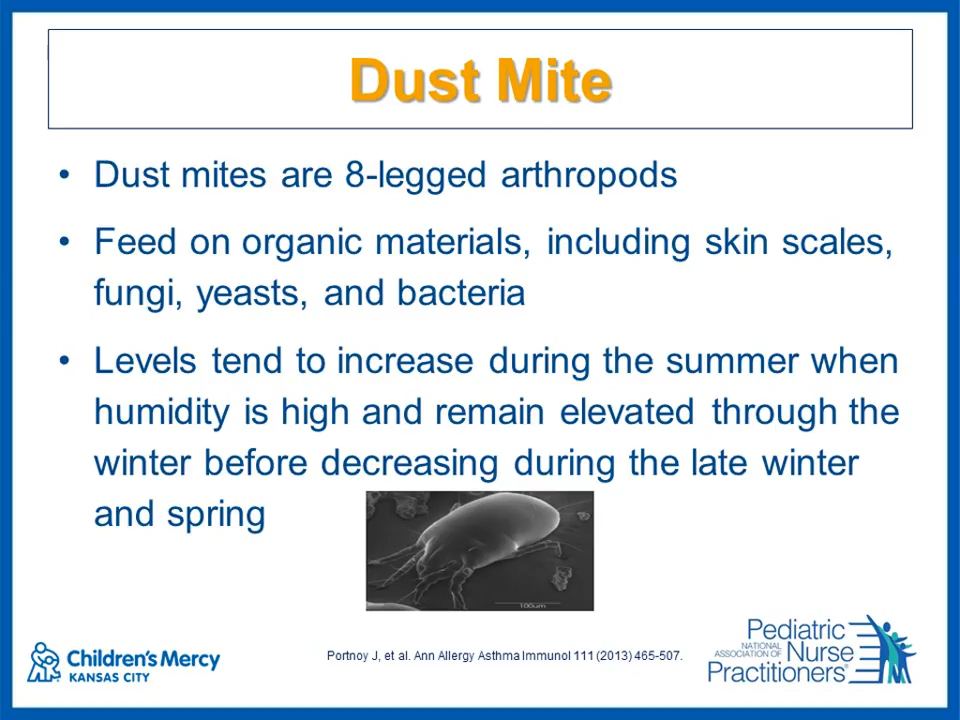 Dust Mite
• Dust mites are 8-legged arthropods
• Feed on organic materials, including skin scales,
fungi, yeasts, and bacteria
• Levels tend to increase during the summer when
humidity is high and remain elevated through the
winter before decreasing during the late winter
and spring
100um
Children's Mercy
KANSAS CITY
Portnoy J, et al. Ann Allergy Asthma Immunol 111 (2013) 465-507.
Pediatric
NATIONAL
ASSOCIATION OF
Nurse
Practitioners®